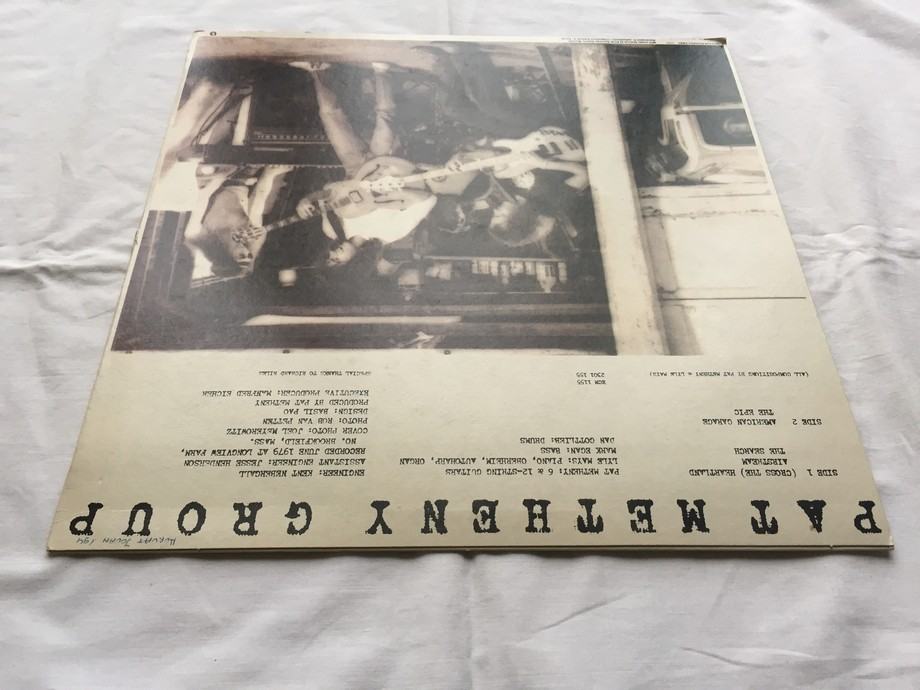 PAT METHENY GROUP
SIDE 1 (CROSS THE) HEARTLAND
AIRSTREAM
THE SEARCH
SIDE 2 AMERICAN GARAGE
THE EPIC
(ALL COMPOSITIONS BY PAT METHENY & LYLE MAYS)
PAT METHENY: 6 & 12-STRING GUITARS
LYLE MAYS: PIANO, OBERHEIM, AUTOHARP, ORGAN
MARK EGAN: BASS
DAN GOTTLIEB: DRUMS
ECM 1155
2301 155
ENGINEER: KENT NEBERGALL
ASSISTANT ENGINEER: JESSE HENDERSON
RECORDED JUNE 1979 AT LONGVIEW FARM,
NO. BROOKFIELD, MASS.
COVER PHOTO: JOEL MEYEROWITZ
PHOTO: ROB VAN PETTEN
DESIGN: BASIL PAO
PRODUCED BY PAT METHENY
EXECUTIVE PRODUCER: MANFRED EICHER
SPECIAL THANKS TO RICHARD NILES